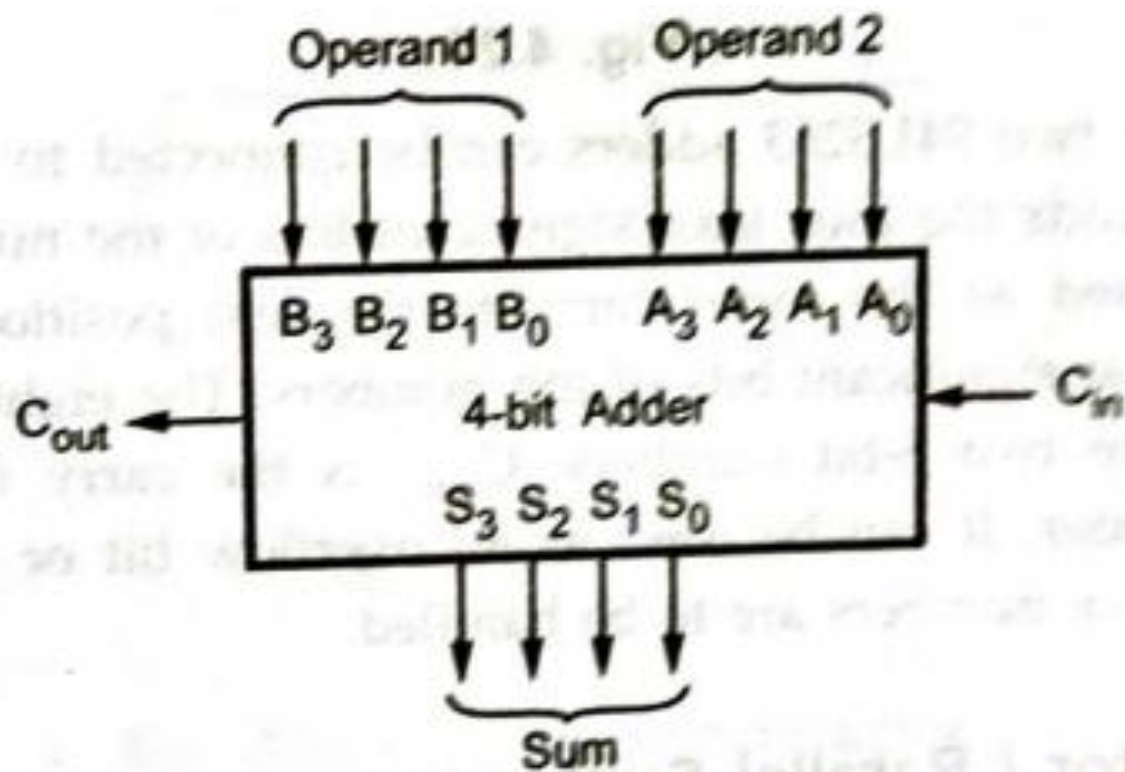 Operand 1 Operand 2
B3 B2 B1 B0 A3 A2 A1 A0
Cout 4-bit Adder Cin
S3 S2 S1 S0
Sum